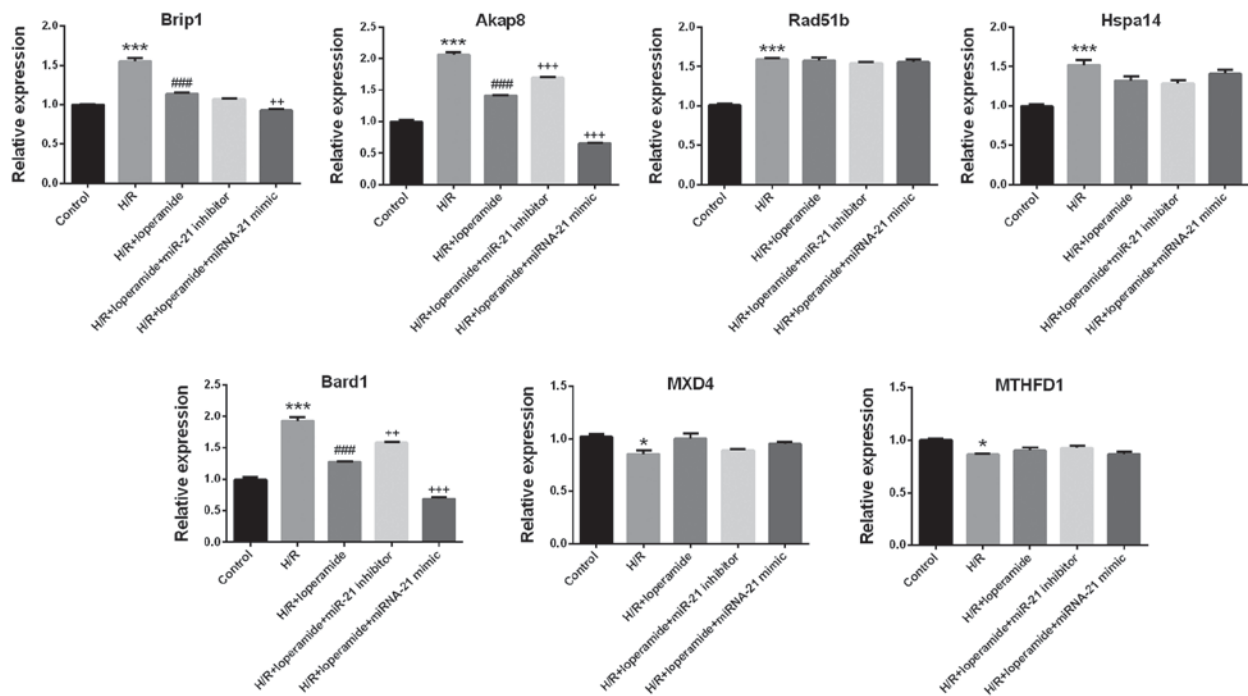 Brip1
Relative expression
2.0
1.5
1.0
0.5
0.0
***
###
++
Control
H/R
H/R+loperamide
H/R+loperamide+miR-21 inhibitor
H/R+loperamide+miRNA-21 mimic
Akap8
Relative expression
2.5
2.0
1.5
1.0
0.5
0.0
***
###
+++
+++
Control
H/R
H/R+loperamide
H/R+loperamide+miR-21 inhibitor
H/R+loperamide+miRNA-21 mimic
Rad51b
Relative expression
2.0
1.5
1.0
0.5
0.0
***
Control
H/R
H/R+loperamide
H/R+loperamide+miR-21 inhibitor
H/R+loperamide+miRNA-21 mimic
Hspa14
Relative expression
2.0
1.5
1.0
0.5
0.0
***
Control
H/R
H/R+loperamide
H/R+loperamide+miR-21 inhibitor
H/R+loperamide+miRNA-21 mimic
Bard1
Relative expression
2.5
2.0
1.5
1.0
0.5
0.0
***
###
++
+++
Control
H/R
H/R+loperamide
H/R+loperamide+miR-21 inhibitor
H/R+loperamide+miRNA-21 mimic
MXD4
Relative expression
1.5
1.0
0.5
0.0
*
Control
H/R
H/R+loperamide
H/R+loperamide+miR-21 inhibitor
H/R+loperamide+miRNA-21 mimic
MTHFD1
Relative expression
1.5
1.0
0.5
0.0
*
Control
H/R
H/R+loperamide
H/R+loperamide+miR-21 inhibitor
H/R+loperamide+miRNA-21 mimic